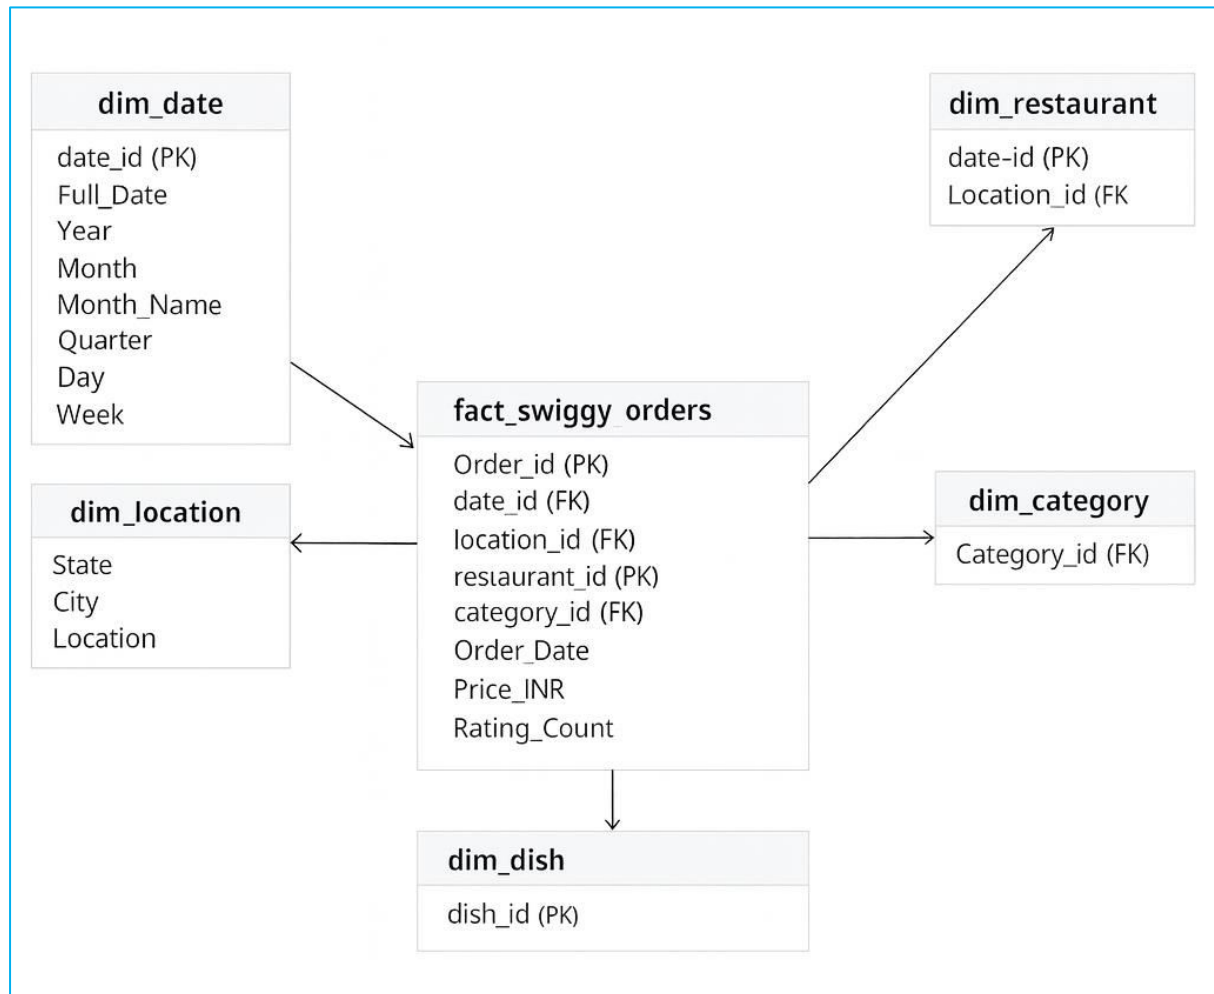 dim_date
date_id (PK)
Full_Date
Year
Month
Month_Name
Quarter
Day
Week
dim_restaurant
date-id (PK)
Location_id (FK
fact_swiggy_orders
Order_id (PK)
date_id (FK)
location_id (FK)
restaurant_id (PK)
category_id (FK)
Order_Date
Price_INR
Rating_Count
dim_location
State
City
Location
dim_category
Category_id (FK)
dim_dish
dish_id (PK)